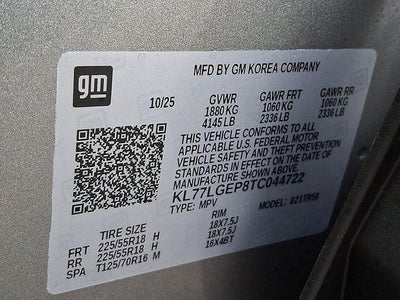 gm
MFD BY GM KOREA COMPANY
10/25 GVWR GAWR FRT GAWR RR
1880 KG 1060 KG 1060 KG
4145 LB 2336 LB 2336 LB
THIS VEHICLE CONFORMS TO ALL
APPLICABLE U.S. FEDERAL MOTOR
VEHICLE SAFETY AND THEFT PREVENTION
STANDARDS IN EFFECT ON THE DATE
OF MANUFACTURE SHOWN ABOVE.
KL77LGEP8TC044722
TYPE: MPV MODEL: 621TR58
TIRE SIZE RIM
FRT 225/55R18 H 18X7.5J
RR 225/55R18 H 18X7.5J
SPA T125/70R16 M 16X4BT